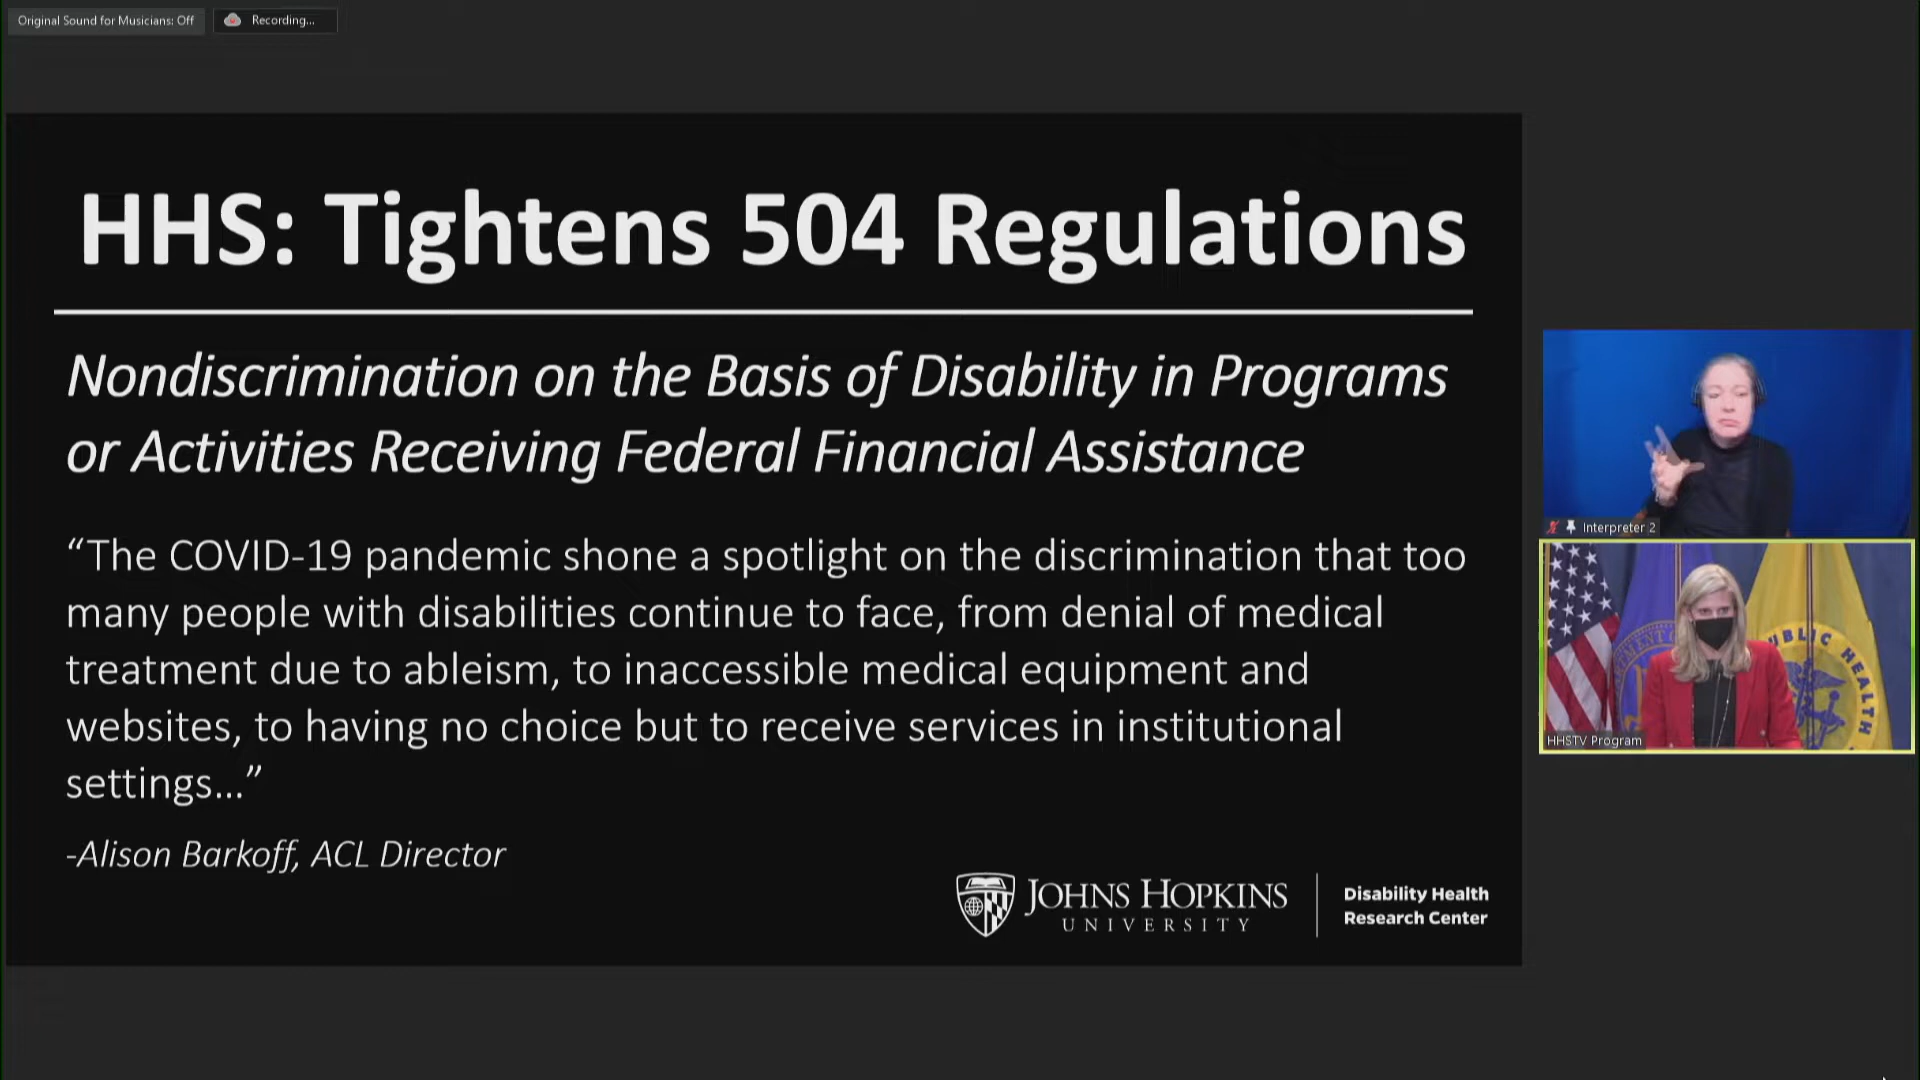 Original Sound for Musicians: Off
Recording...
HHS: Tightens 504 Regulations
Nondiscrimination on the Basis of Disability in Programs
or Activities Receiving Federal Financial Assistance
“The COVID-19 pandemic shone a spotlight on the discrimination that too
many people with disabilities continue to face, from denial of medical
treatment due to ableism, to inaccessible medical equipment and
websites, to having no choice but to receive services in institutional
settings…”
-Alison Barkoff, ACL Director
JOHNS HOPKINS
UNIVERSITY
Disability Health
Research Center
Interpreter 2
HEALTH
HHSTV Program